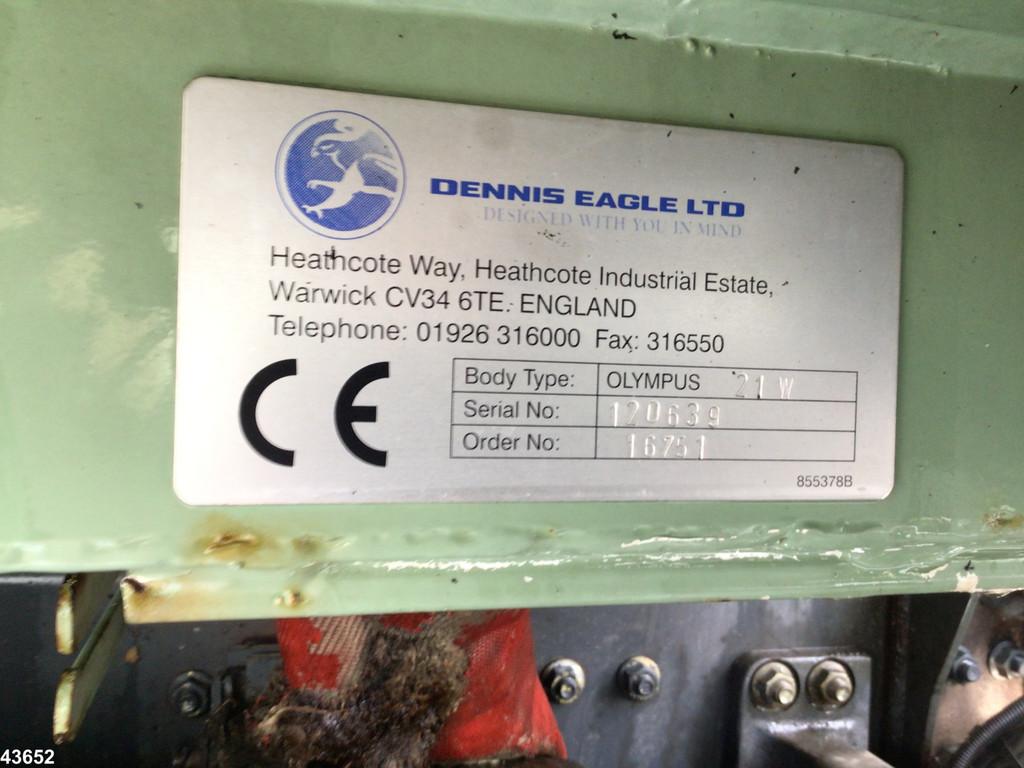 DENNIS EAGLE LTD
DESIGNED WITH YOU IN MIND
Heathcote Way, Heathcote Industrial Estate,
Warwick CV34 6TE. ENGLAND
Telephone: 01926 316000 Fax: 316550
CE
Body Type: OLYMPUS 21W
Serial No: 120639
Order No: 16751
855378B
43652